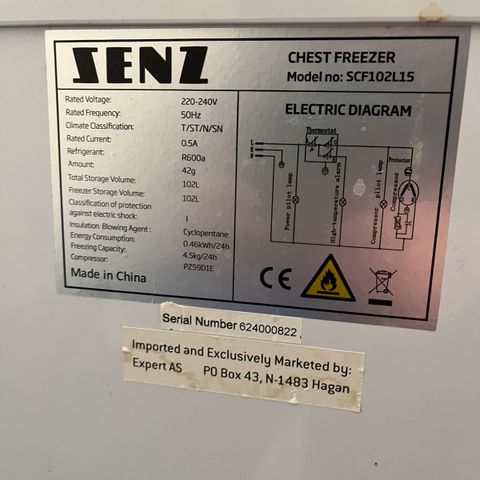 SENZ
CHEST FREEZER
Model no: SCF102L15
Rated Voltage: 220-240V
Rated Frequency: 50Hz
Climate Classification: T/ST/N/SN
Rated Current: 0.5A
Refrigerant: R600a
Amount: 42g
Total Storage Volume: 102L
Freezer Storage Volume: 102L
Classification of protection
against electric shock: I
Insulation Blowing Agent: Cyclopentane
Energy Consumption: 0.46kWh/24h
Freezing Capacity: 4.5kg/24h
Compressor: PZ5901E
Made in China
ELECTRIC DIAGRAM
Thermostat
L
N
Power pilot lamp
High-temperature alarm
Compressor pilot lamp
Compressor
Protector
CE
Serial Number 624000822
Imported and Exclusively Marketed by:
Expert AS PO Box 43, N-1483 Hagan